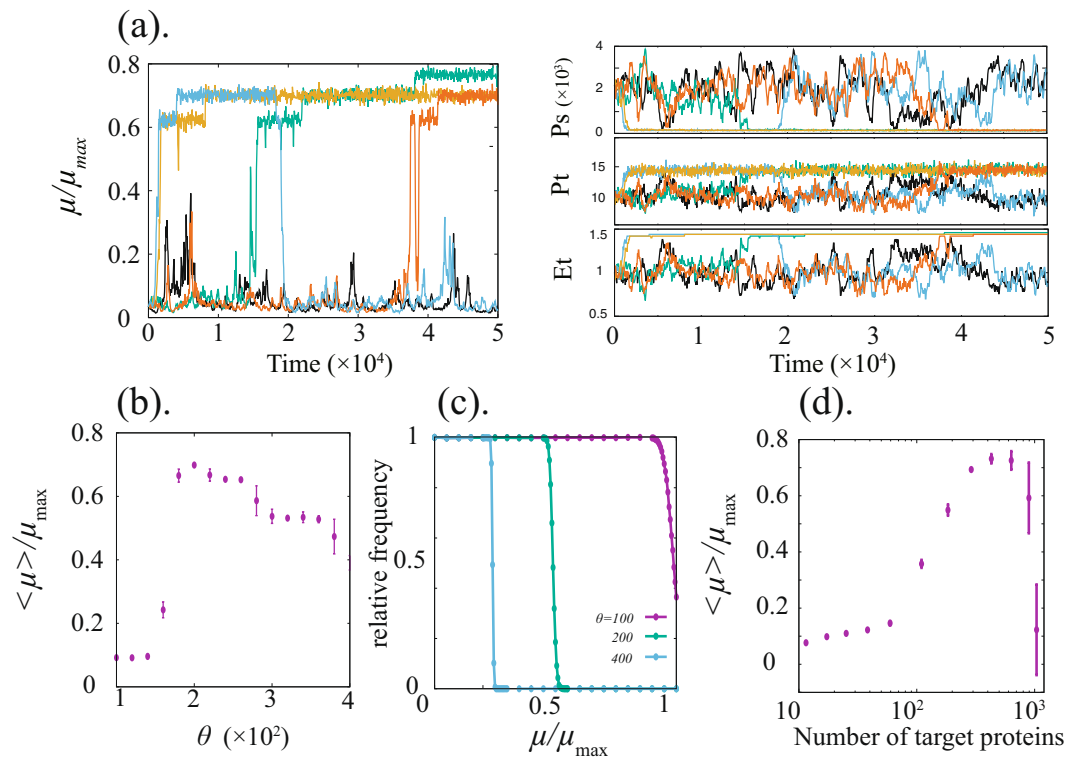 (a).
0.8
0.6
0.4
0.2
0
μ/μmax
0 1 2 3 4 5
Time (×10⁴)
Ps (×10³)
4
2
0
Pt
15
10
Et
1.5
1
0.5
0 1 2 3 4 5
Time (×10⁴)
(b).
0.8
0.6
0.4
0.2
0
<μ>/μmax
1 2 3 4
θ (×10²)
(c).
relative frequency
1
0.5
0
0.5 1
μ/μmax
θ=100
200
400
(d).
0.8
0.6
0.4
0.2
0
<μ>/μmax
10 10² 10³
Number of target proteins